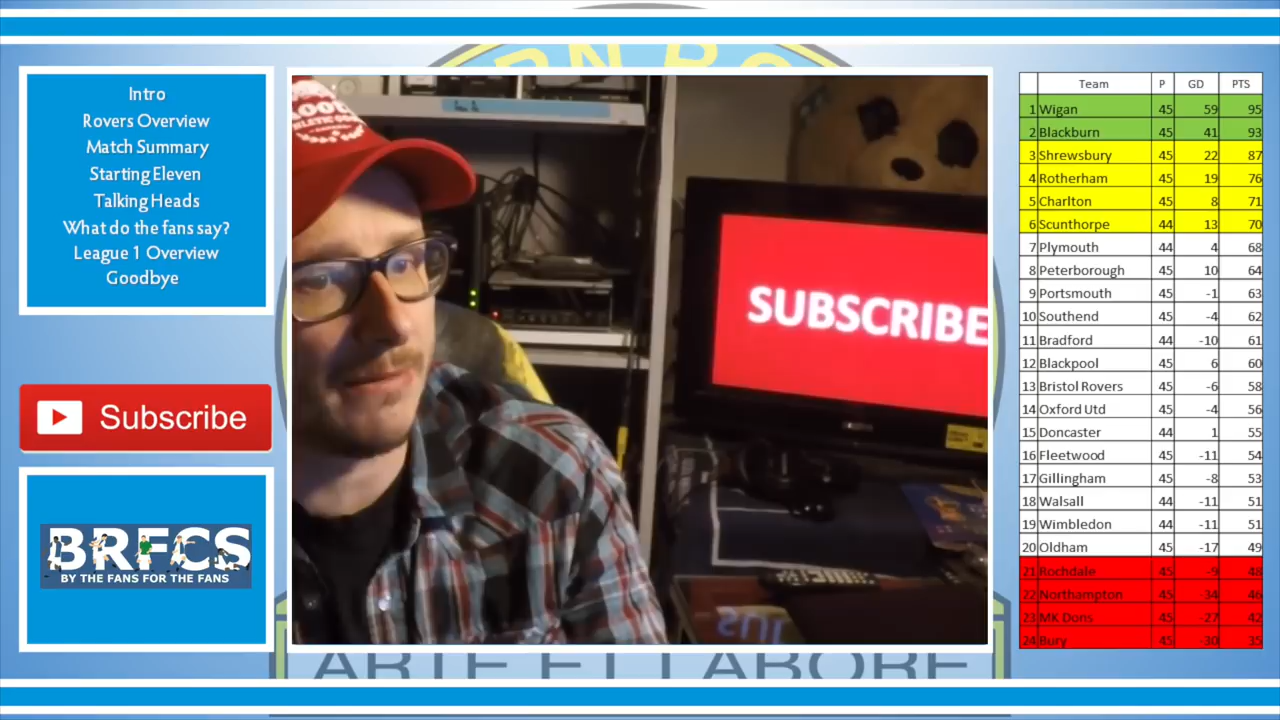 Intro
Rovers Overview
Match Summary
Starting Eleven
Talking Heads
What do the fans say?
League 1 Overview
Goodbye
Subscribe
BRFCS
BY THE FANS FOR THE FANS
SUBSCRIBE
Team P GD PTS
1 Wigan 45 59 95
2 Blackburn 45 41 93
3 Shrewsbury 45 22 87
4 Rotherham 45 19 76
5 Charlton 45 8 71
6 Scunthorpe 44 13 70
7 Plymouth 44 4 68
8 Peterborough 45 10 64
9 Portsmouth 45 -1 63
10 Southend 45 -4 62
11 Bradford 44 -10 61
12 Blackpool 45 6 60
13 Bristol Rovers 45 -6 58
14 Oxford Utd 45 -4 56
15 Doncaster 44 1 55
16 Fleetwood 45 -11 54
17 Gillingham 45 -8 53
18 Walsall 44 -11 51
19 Wimbledon 44 -11 51
20 Oldham 45 -17 49
21 Rochdale 45 -9 48
22 Northampton 45 -34 46
23 MK Dons 45 27 42
24 Bury 45 -30 35
ARTE ET LABORE